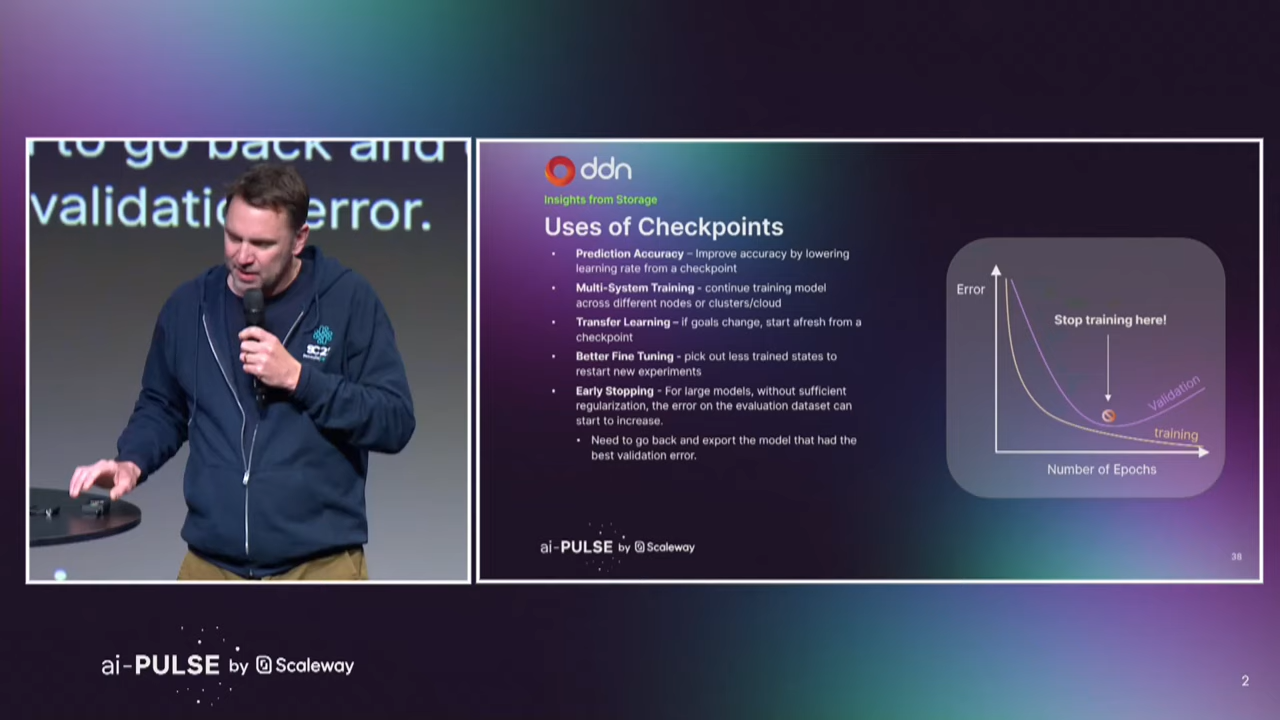 to go back and
validation error.
SC2
ddn
Insights from Storage
Uses of Checkpoints
• Prediction Accuracy – Improve accuracy by lowering
learning rate from a checkpoint
• Multi-System Training - continue training model
across different nodes or clusters/cloud
• Transfer Learning – if goals change, start afresh from a
checkpoint
• Better Fine Tuning - pick out less trained states to
restart new experiments
• Early Stopping - For large models, without sufficient
regularization, the error on the evaluation dataset can
start to increase.
• Need to go back and export the model that had the
best validation error.
Error
Stop training here!
Validation
training
Number of Epochs
ai-PULSE by Scaleway
38
ai-PULSE by Scaleway
2